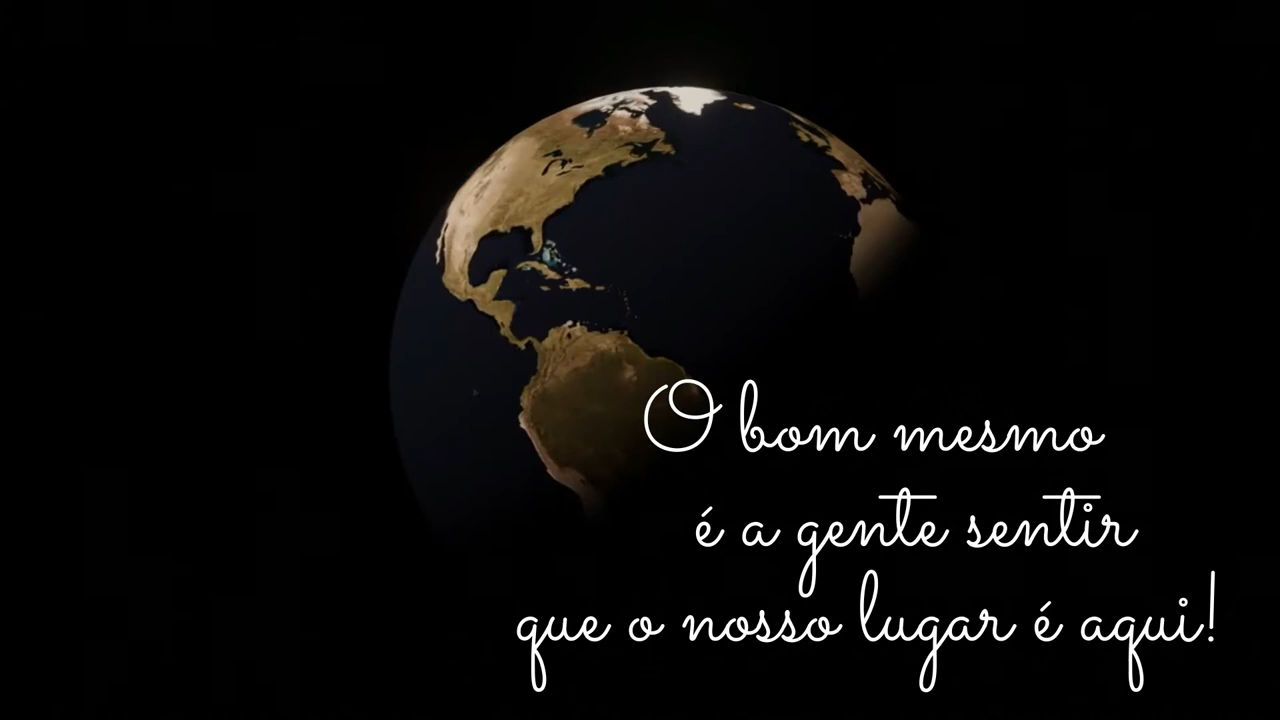 O bom mesmo
é a gente sentir
que o nosso lugar é aqui!